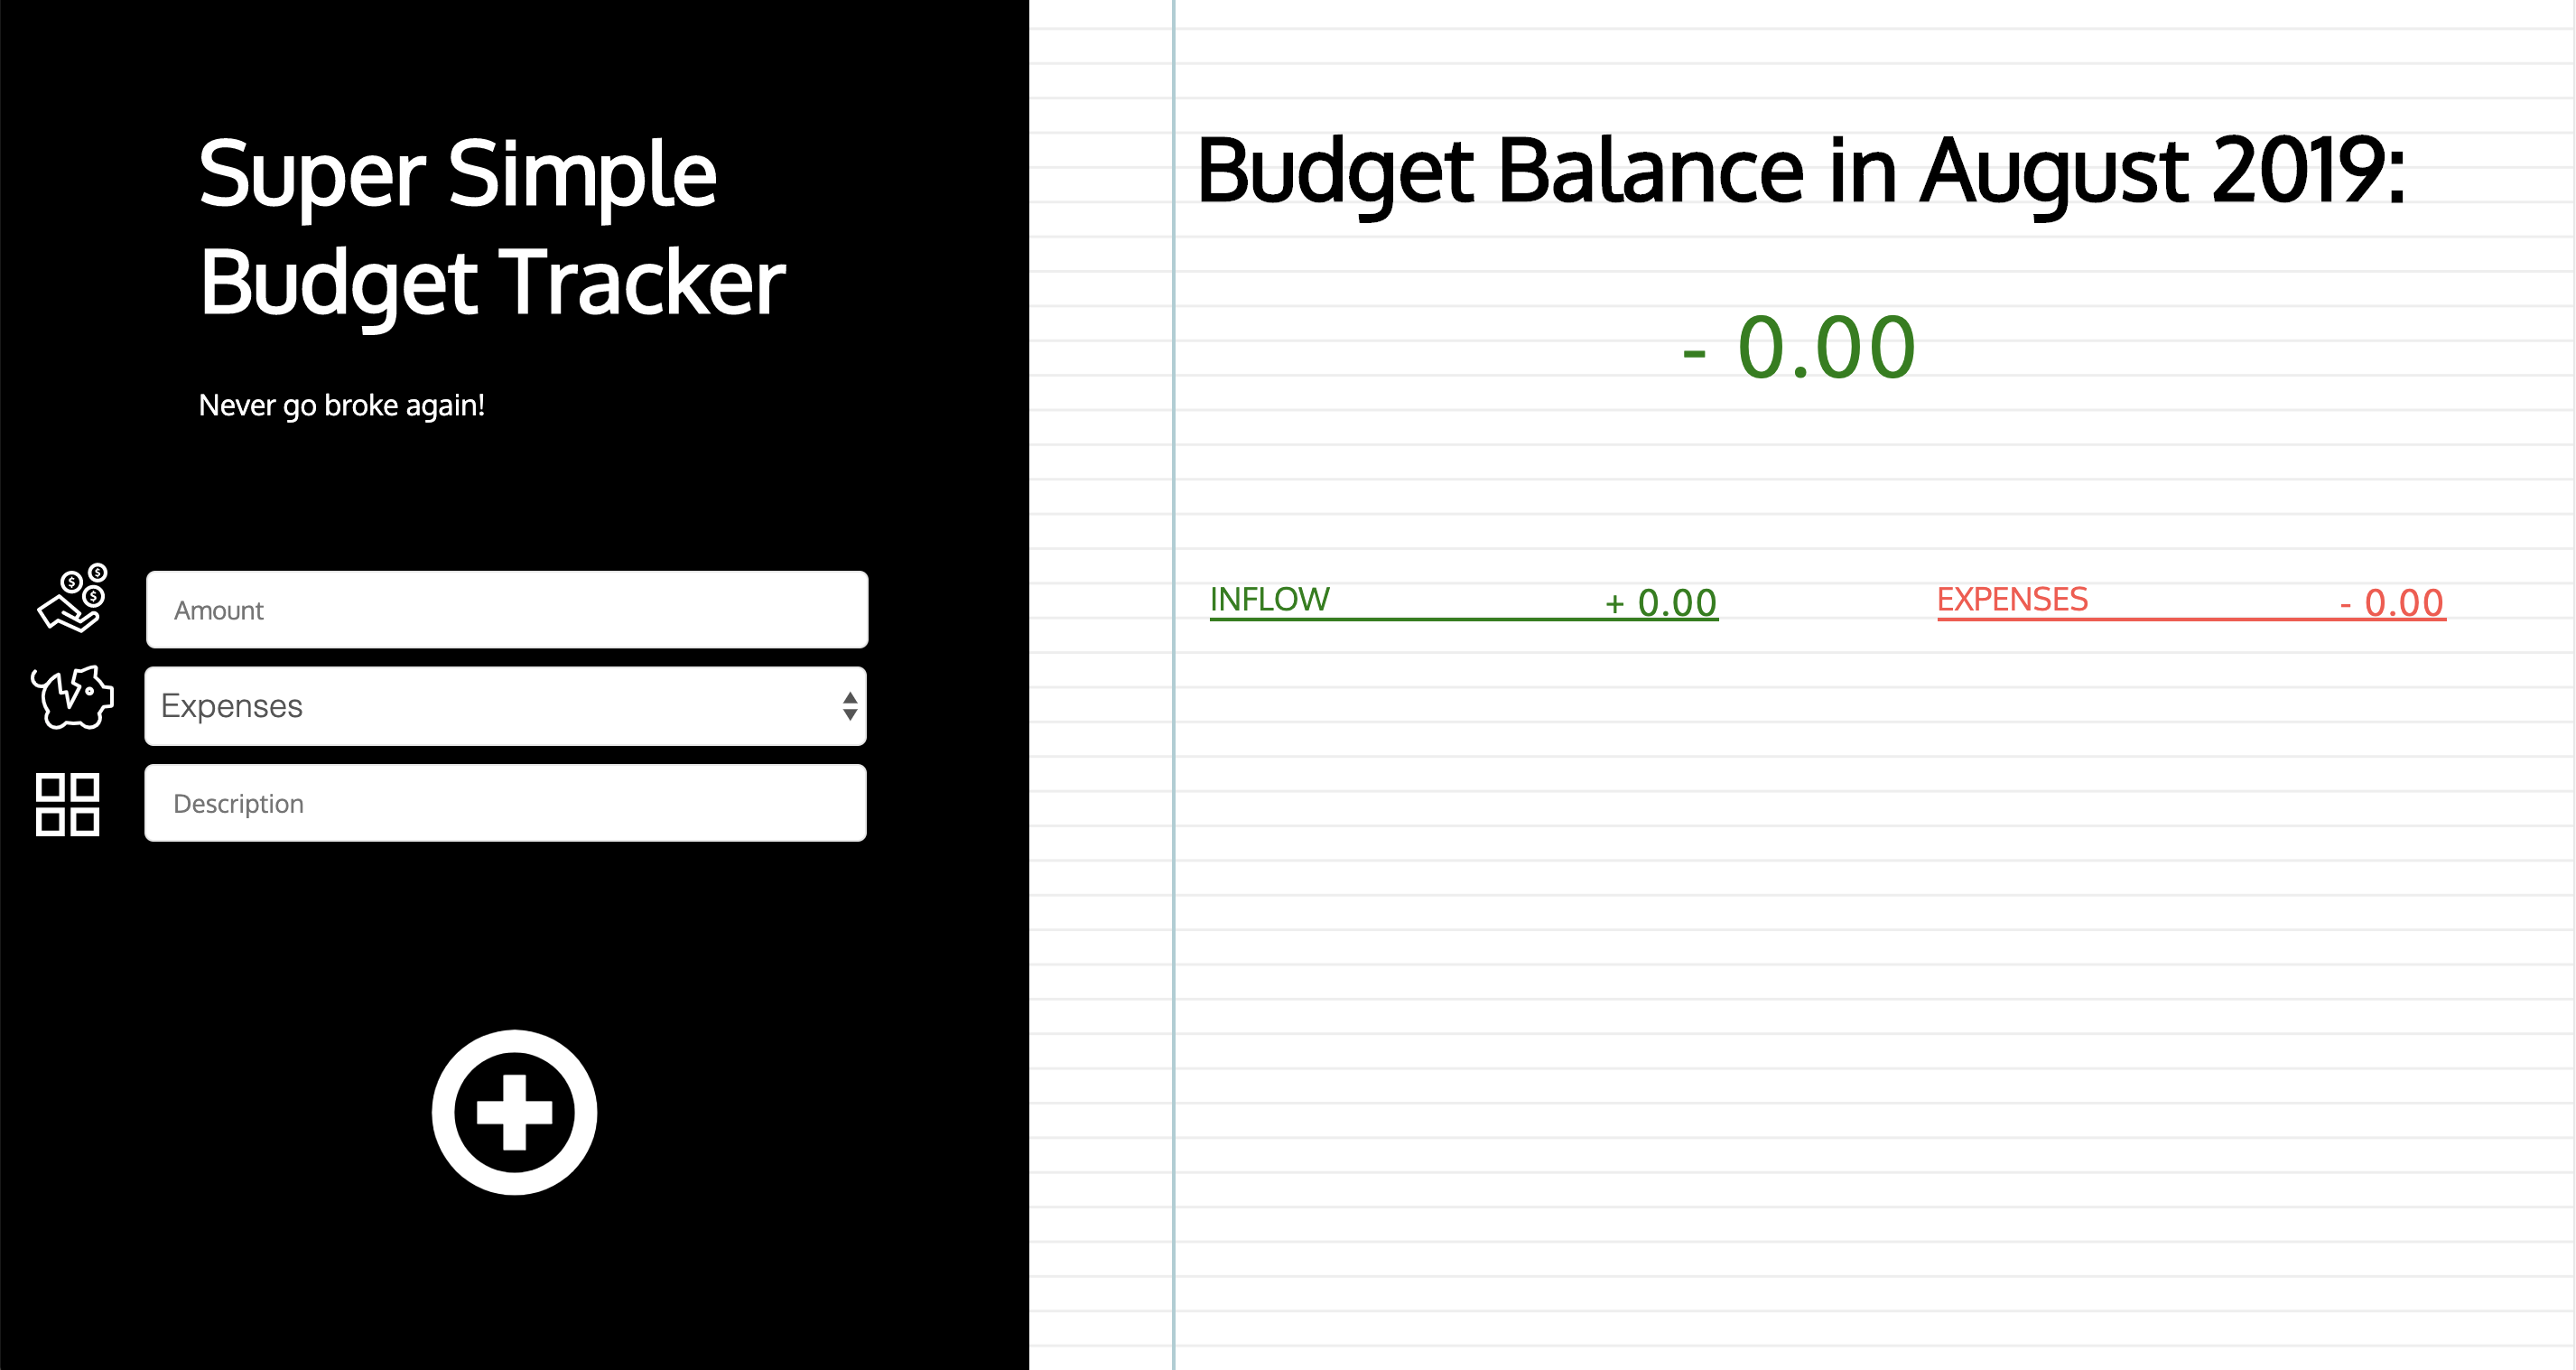 Super Simple
Budget Tracker
Never go broke again!
Amount
Expenses
Description
Budget Balance in August 2019:
- 0.00
INFLOW + 0.00
EXPENSES - 0.00